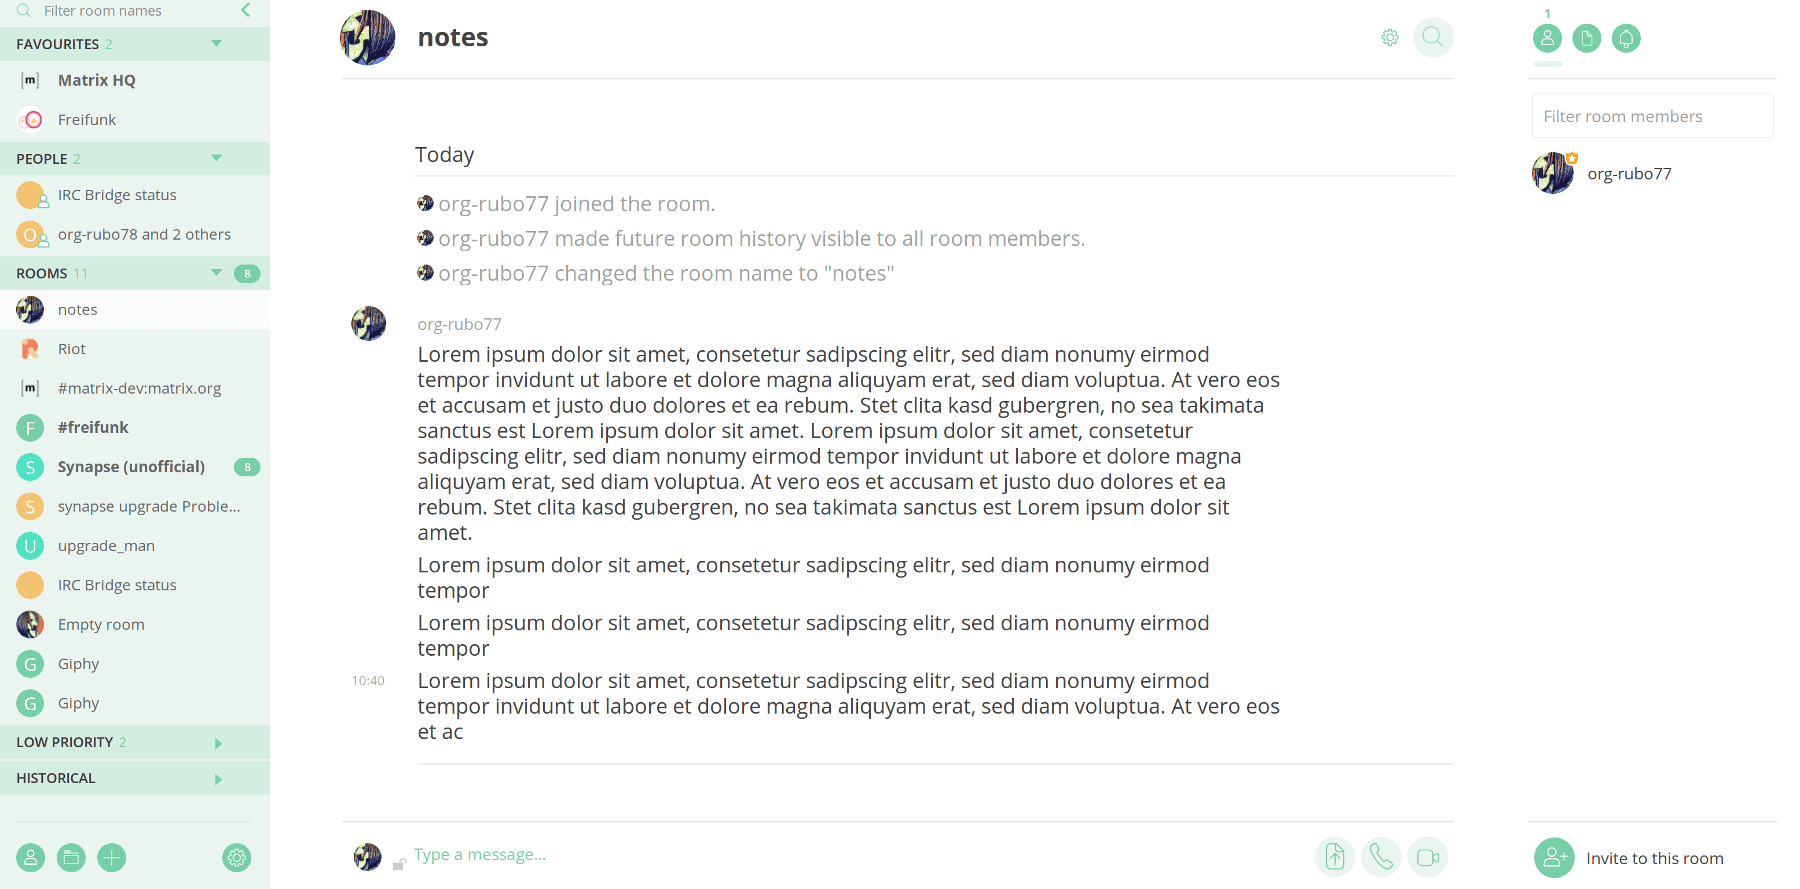 Filter room names
FAVOURITES 2
[m] Matrix HQ
Freifunk
PEOPLE 2
IRC Bridge status
O org-rubo78 and 2 others
ROOMS 11 8
notes
Riot
[m] #matrix-dev:matrix.org
F #freifunk
S Synapse (unofficial) 8
S synapse upgrade Proble...
U upgrade_man
IRC Bridge status
Empty room
G Giphy
G Giphy
LOW PRIORITY 2
HISTORICAL
notes
Today
org-rubo77 joined the room.
org-rubo77 made future room history visible to all room members.
org-rubo77 changed the room name to "notes"
org-rubo77
Lorem ipsum dolor sit amet, consetetur sadipscing elitr, sed diam nonumy eirmod
tempor invidunt ut labore et dolore magna aliquyam erat, sed diam voluptua. At vero eos
et accusam et justo duo dolores et ea rebum. Stet clita kasd gubergren, no sea takimata
sanctus est Lorem ipsum dolor sit amet. Lorem ipsum dolor sit amet, consetetur
sadipscing elitr, sed diam nonumy eirmod tempor invidunt ut labore et dolore magna
aliquyam erat, sed diam voluptua. At vero eos et accusam et justo duo dolores et ea
rebum. Stet clita kasd gubergren, no sea takimata sanctus est Lorem ipsum dolor sit
amet.
Lorem ipsum dolor sit amet, consetetur sadipscing elitr, sed diam nonumy eirmod
tempor
Lorem ipsum dolor sit amet, consetetur sadipscing elitr, sed diam nonumy eirmod
tempor
10:40 Lorem ipsum dolor sit amet, consetetur sadipscing elitr, sed diam nonumy eirmod
tempor invidunt ut labore et dolore magna aliquyam erat, sed diam voluptua. At vero eos
et ac
Type a message...
1
Filter room members
org-rubo77
Invite to this room